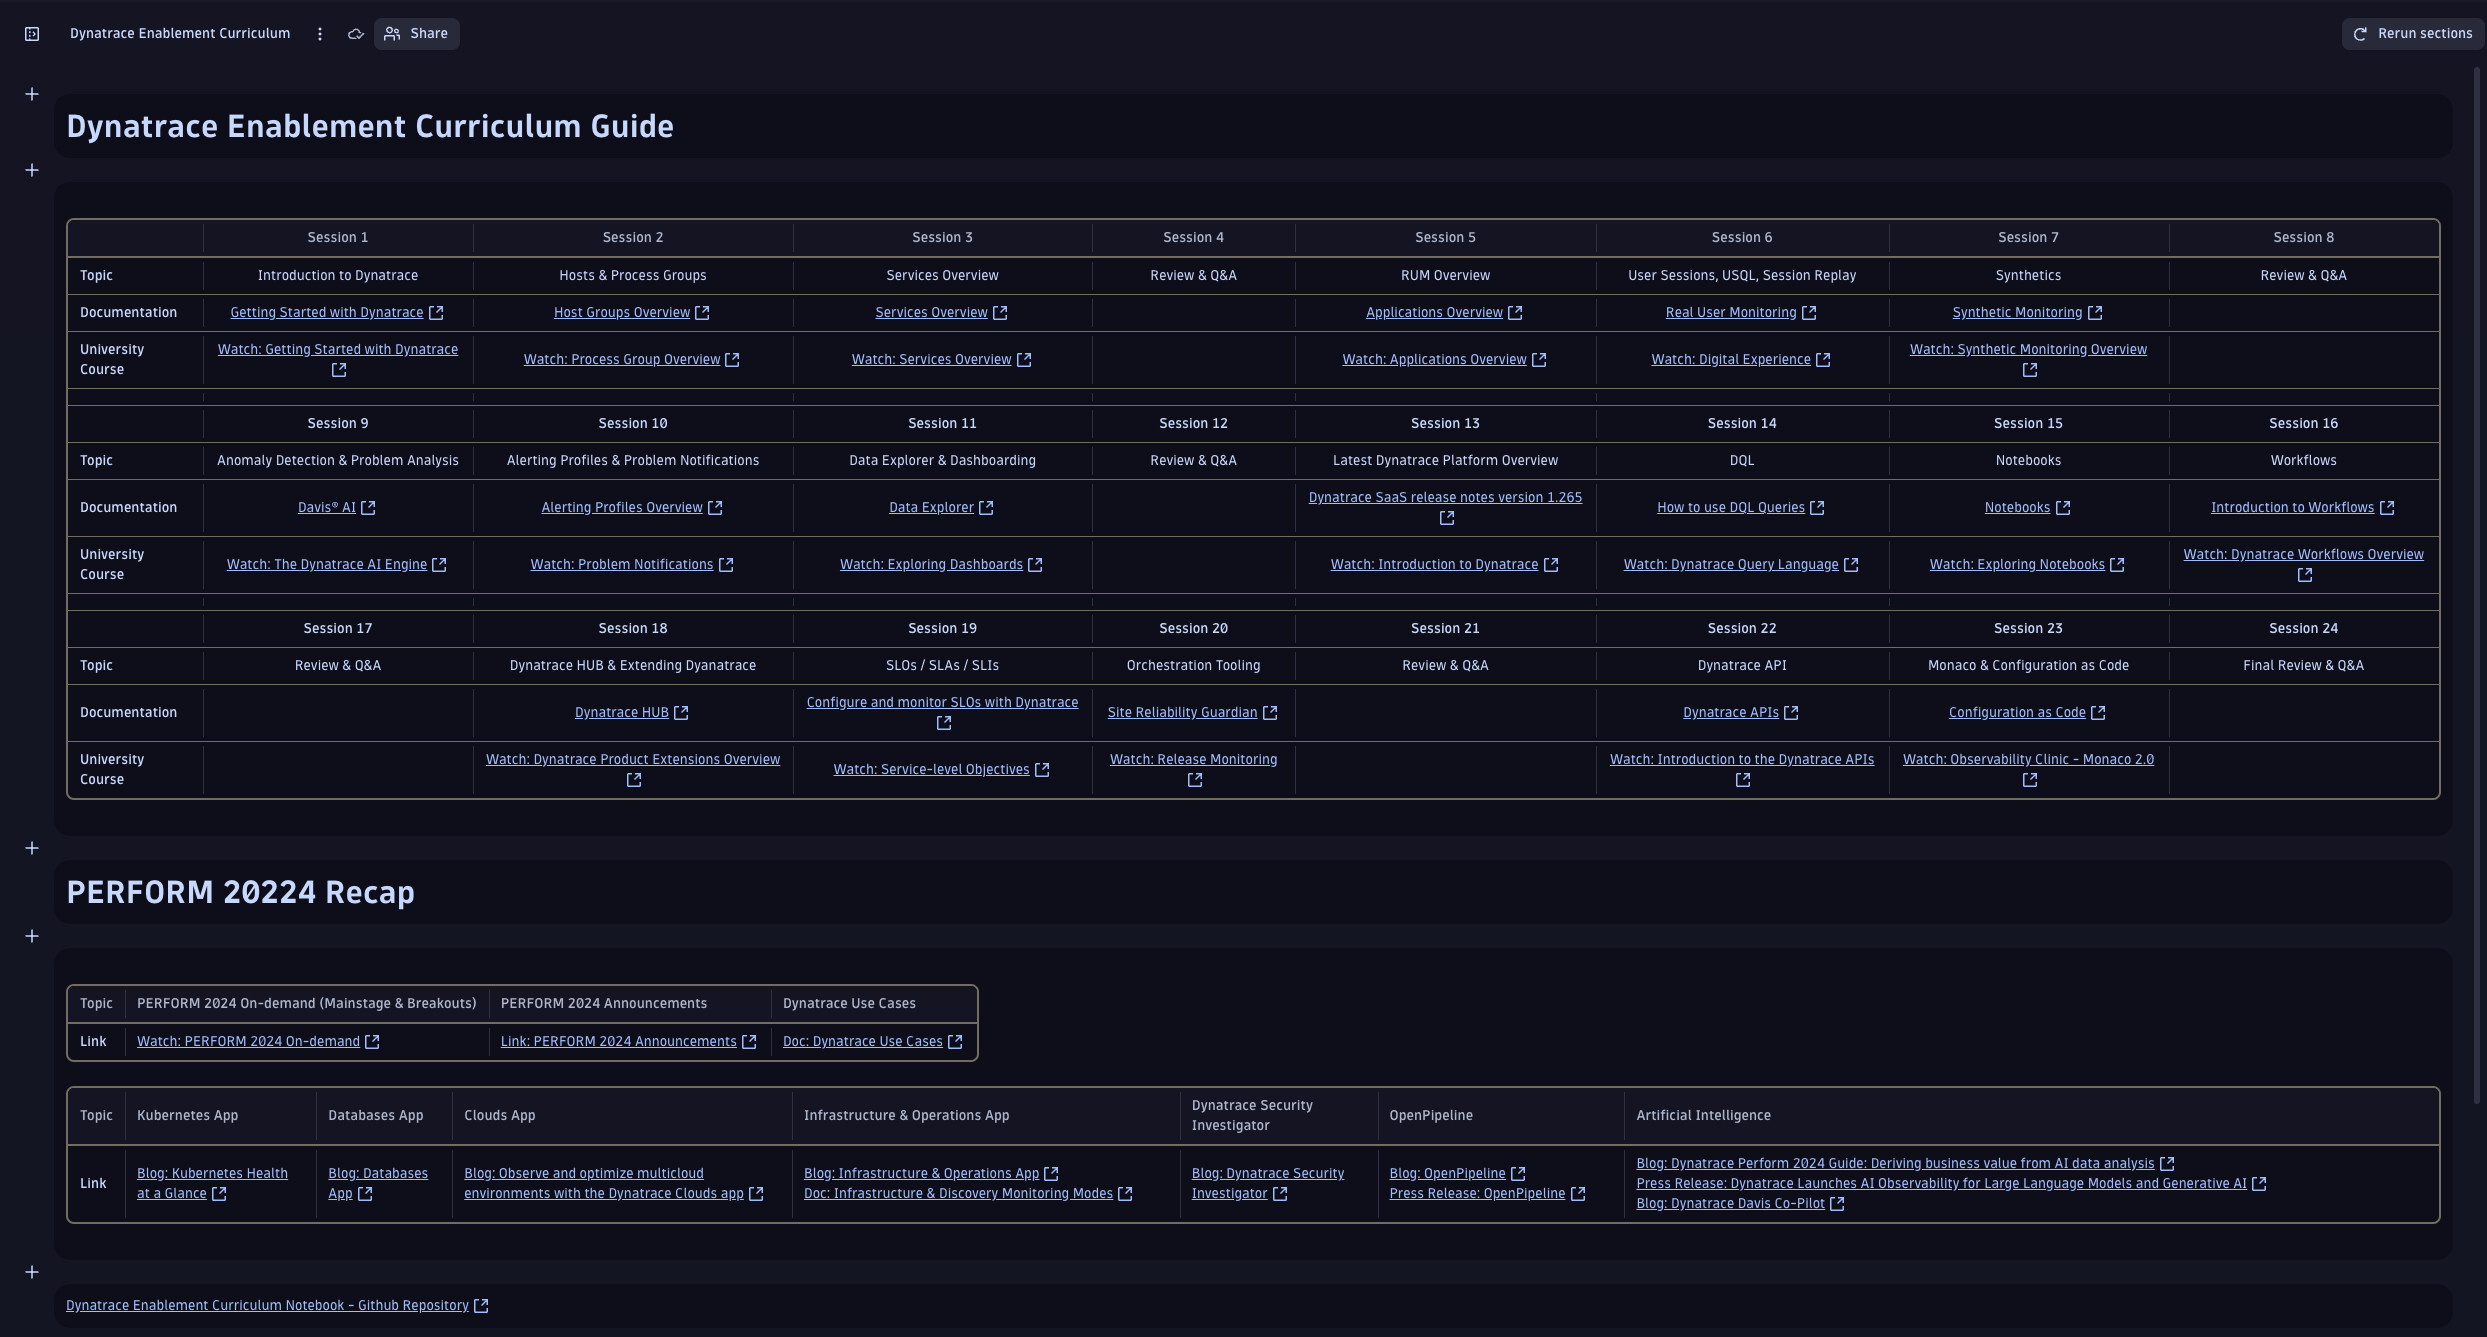 Dynatrace Enablement Curriculum
Share
Rerun sections
Dynatrace Enablement Curriculum Guide
Session 1 Session 2 Session 3 Session 4 Session 5 Session 6 Session 7 Session 8
Topic Introduction to Dynatrace Hosts & Process Groups Services Overview Review & Q&A RUM Overview User Sessions, USQL, Session Replay Synthetics Review & Q&A
Documentation Getting Started with Dynatrace Host Groups Overview Services Overview Applications Overview Real User Monitoring Synthetic Monitoring
University Course Watch: Getting Started with Dynatrace Watch: Process Group Overview Watch: Services Overview Watch: Applications Overview Watch: Digital Experience Watch: Synthetic Monitoring Overview
Session 9 Session 10 Session 11 Session 12 Session 13 Session 14 Session 15 Session 16
Topic Anomaly Detection & Problem Analysis Alerting Profiles & Problem Notifications Data Explorer & Dashboarding Review & Q&A Latest Dynatrace Platform Overview DQL Notebooks Workflows
Documentation Davis® AI Alerting Profiles Overview Data Explorer Dynatrace SaaS release notes version 1.265 How to use DQL Queries Notebooks Introduction to Workflows
University Course Watch: The Dynatrace AI Engine Watch: Problem Notifications Watch: Exploring Dashboards Watch: Introduction to Dynatrace Watch: Dynatrace Query Language Watch: Exploring Notebooks Watch: Dynatrace Workflows Overview
Session 17 Session 18 Session 19 Session 20 Session 21 Session 22 Session 23 Session 24
Topic Review & Q&A Dynatrace HUB & Extending Dyanatrace SLOs / SLAs / SLIs Orchestration Tooling Review & Q&A Dynatrace API Monaco & Configuration as Code Final Review & Q&A
Documentation Dynatrace HUB Configure and monitor SLOs with Dynatrace Site Reliability Guardian Dynatrace APIs Configuration as Code
University Course Watch: Dynatrace Product Extensions Overview Watch: Service-level Objectives Watch: Release Monitoring Watch: Introduction to the Dynatrace APIs Watch: Observability Clinic - Monaco 2.0
PERFORM 20224 Recap
Topic PERFORM 2024 On-demand (Mainstage & Breakouts) PERFORM 2024 Announcements Dynatrace Use Cases
Link Watch: PERFORM 2024 On-demand Link: PERFORM 2024 Announcements Doc: Dynatrace Use Cases
Topic Kubernetes App Databases App Clouds App Infrastructure & Operations App Dynatrace Security Investigator OpenPipeline Artificial Intelligence
Link
Blog: Kubernetes Health
at a Glance
Blog: Databases
App
Blog: Observe and optimize multicloud
environments with the Dynatrace Clouds app
Blog: Infrastructure & Operations App
Doc: Infrastructure & Discovery Monitoring Modes
Blog: Dynatrace Security
Investigator
Blog: OpenPipeline
Press Release: OpenPipeline
Blog: Dynatrace Perform 2024 Guide: Deriving business value from AI data analysis
Press Release: Dynatrace Launches AI Observability for Large Language Models and Generative AI
Blog: Dynatrace Davis Co-Pilot
Dynatrace Enablement Curriculum Notebook - Github Repository